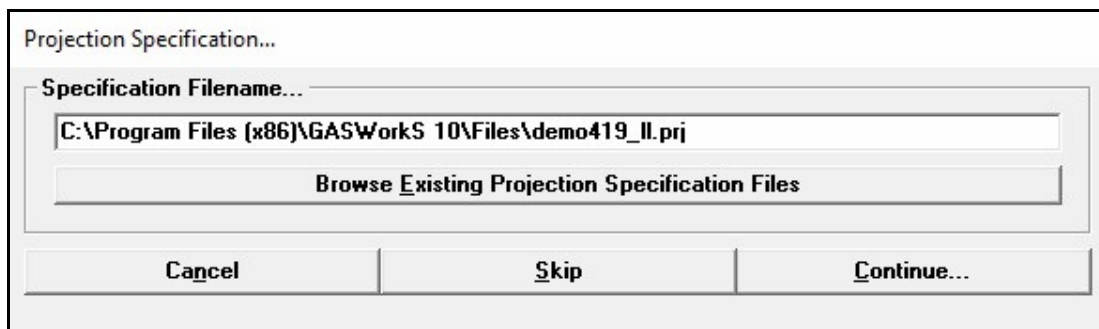 Projection Specification...
Specification Filename...
C:\Program Files (x86)\GASWorkS 10\Files\demo419_II.prj
Browse Existing Projection Specification Files
Cancel Skip Continue...